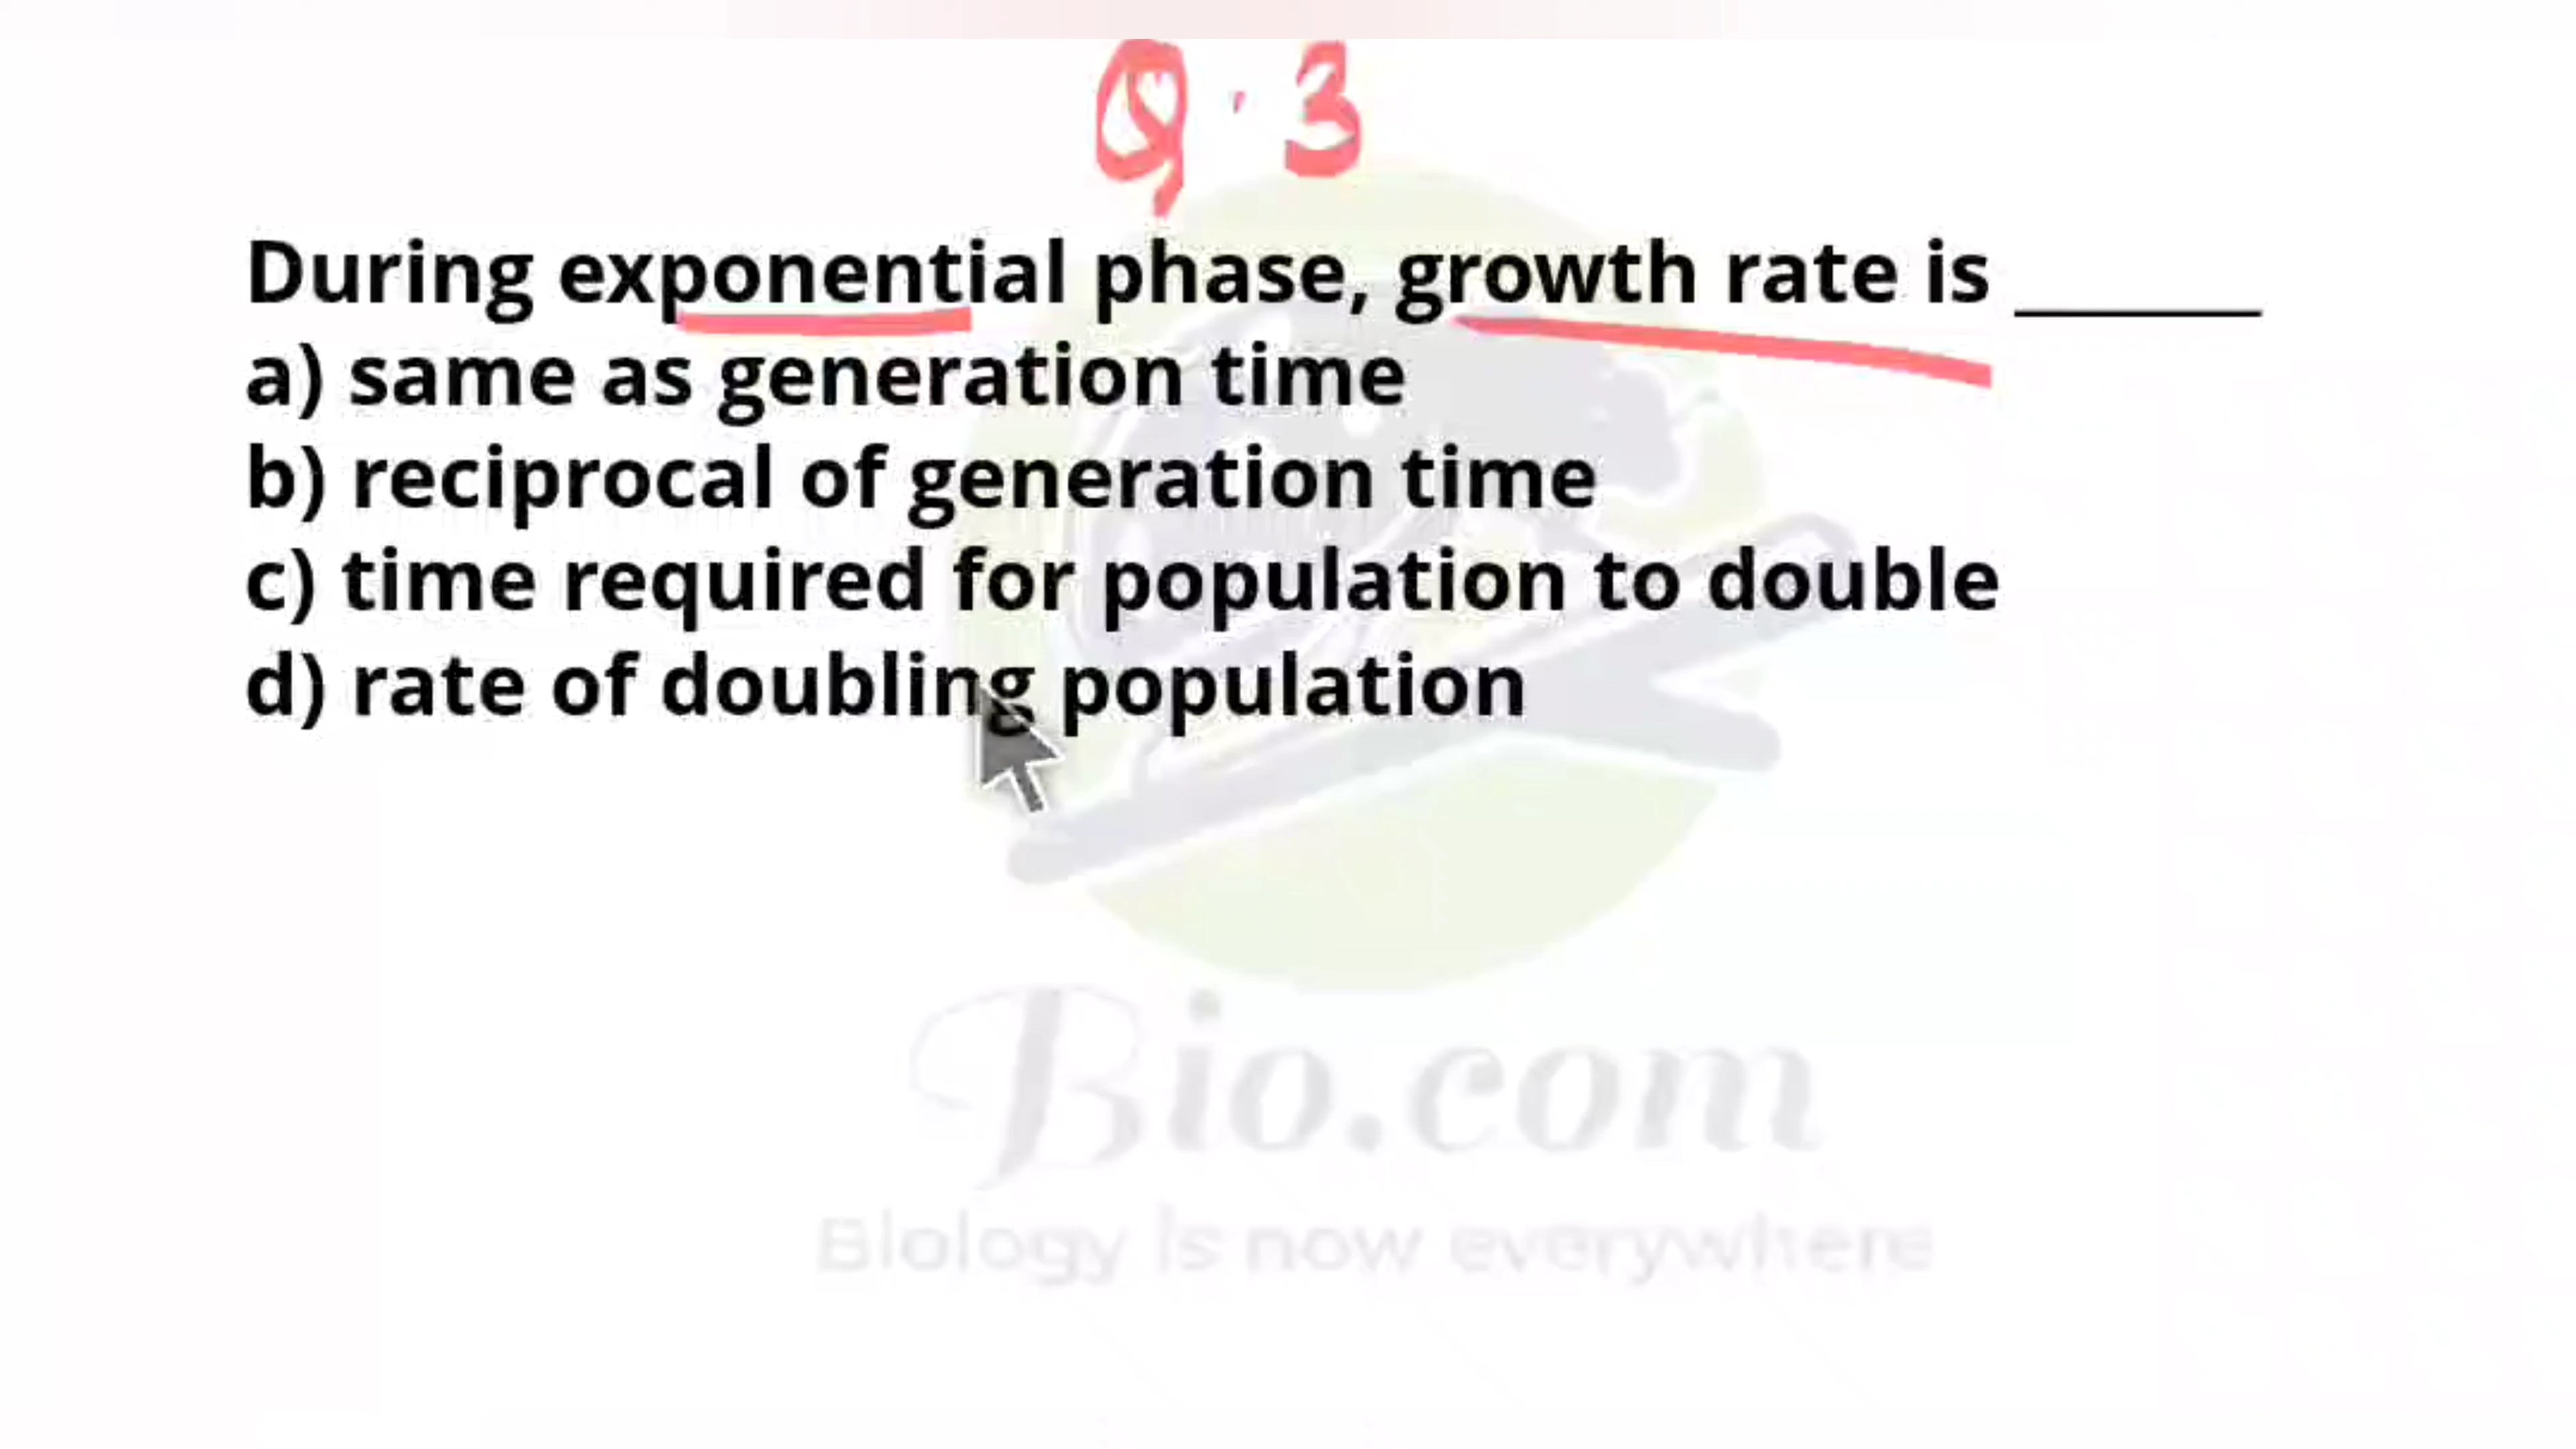 Q. 3
During exponential phase, growth rate is ______
a) same as generation time
b) reciprocal of generation time
c) time required for population to double
d) rate of doubling population
Bio.com
Biology is now everywhere